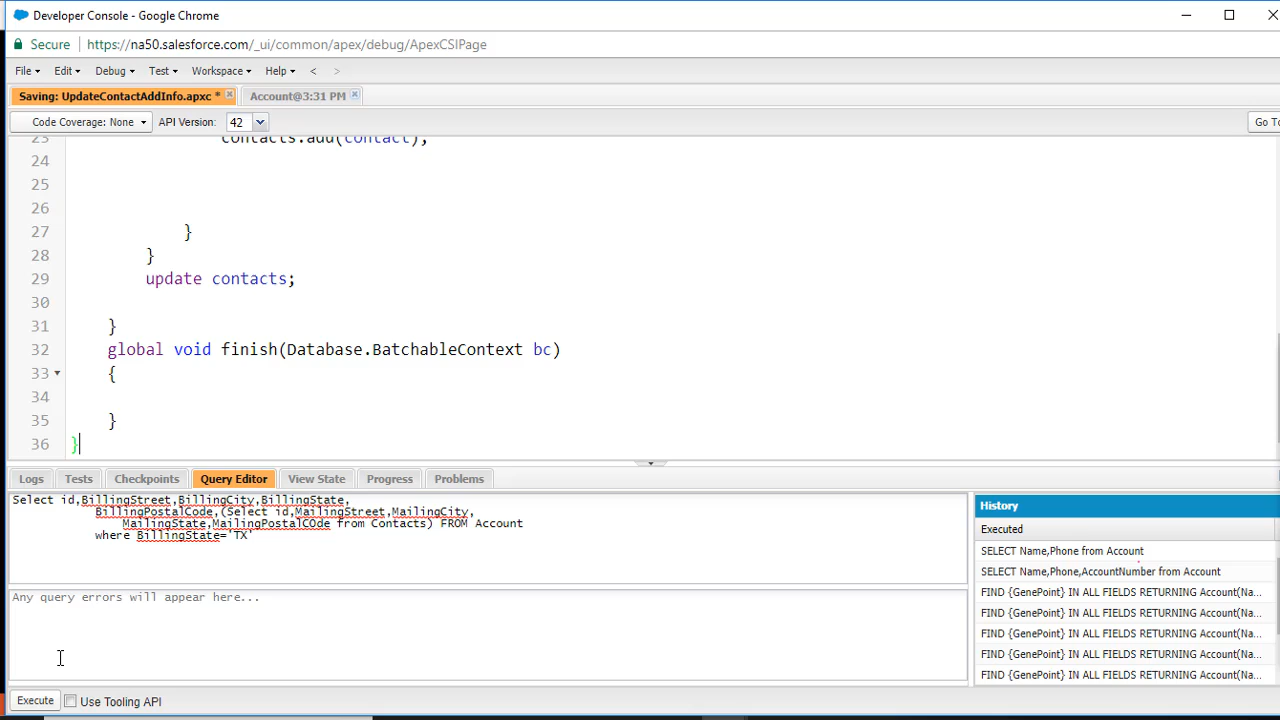 Developer Console - Google Chrome
Secure https://na50.salesforce.com/_ui/common/apex/debug/ApexCSIPage
File Edit Debug Test Workspace Help < >
Saving: UpdateContactAddInfo.apxc * Account@3:31 PM
Code Coverage: None API Version: 42 Go To
23 contacts.add(contact);
24
25
26
27 }
28 }
29 update contacts;
30
31 }
32 global void finish(Database.BatchableContext bc)
33 {
34
35 }
36 }
Logs Tests Checkpoints Query Editor View State Progress Problems
Select id,BillingStreet,BillingCity,BillingState,
BillingPostalCode,(Select id,MailingStreet,MailingCity,
MailingState,MailingPostalCOde from Contacts) FROM Account
where BillingState='TX'
Any query errors will appear here...
History
Executed
SELECT Name,Phone from Account
SELECT Name,Phone,AccountNumber from Account
FIND {GenePoint} IN ALL FIELDS RETURNING Account(Na...
FIND {GenePoint} IN ALL FIELDS RETURNING Account(Na...
FIND {GenePoint} IN ALL FIELDS RETURNING Account(Na...
FIND {GenePoint} IN ALL FIELDS RETURNING Account(Na...
FIND {GenePoint} IN ALL FIELDS RETURNING Account(Na...
Execute Use Tooling API